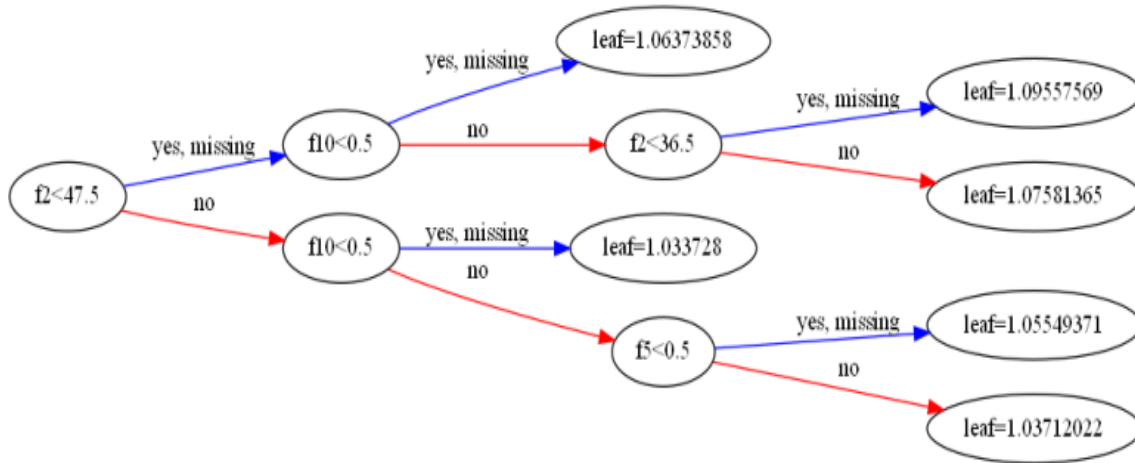 leaf=1.06373858
yes, missing
leaf=1.09557569
yes, missing
f10<0.5
no
f2<36.5
yes, missing
no
f2<47.5
leaf=1.07581365
no
f10<0.5
yes, missing
leaf=1.033728
no
leaf=1.05549371
yes, missing
f5<0.5
no
leaf=1.03712022